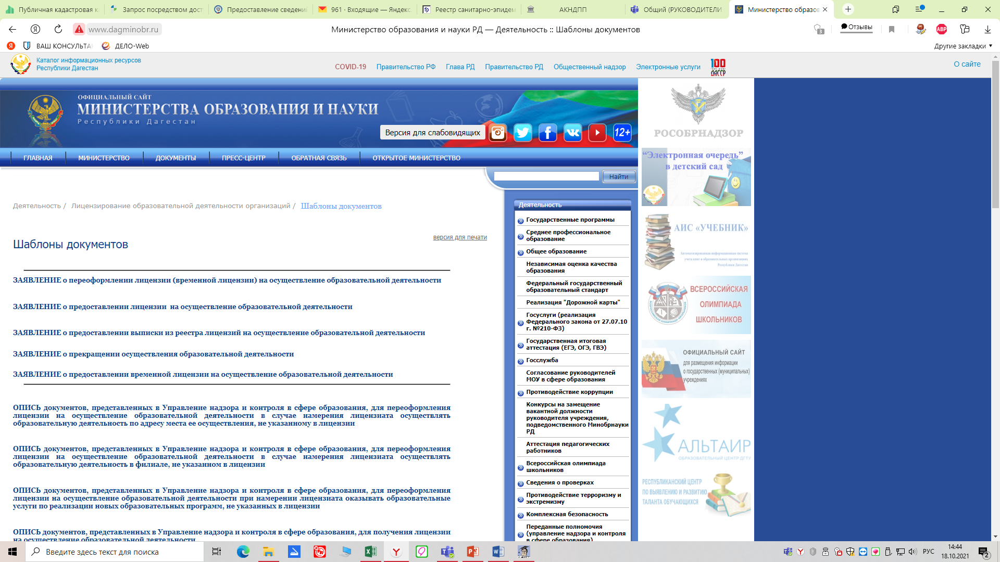 Публичная кадастровая к
Запрос посредством дост
Предоставление сведени
961 · Входящие — Яндекс.
Реестр санитарно-эпидем
АКНДПП
Общий (РУКОВОДИТЕЛИ
Министерство образов
www.dagminobr.ru
Министерство образования и науки РД — Деятельность :: Шаблоны документов
3
Отзывы
ABP
ВАШ КОНСУЛЬТА
ДЕЛО-Web
Другие закладки
Каталог информационных ресурсов
Республики Дагестан
COVID-19
Правительство РФ
Глава РД
Правительство РД
Общественный надзор
Электронные услуги
100
ДАССР
О сайте
ОФИЦИАЛЬНЫЙ САЙТ
МИНИСТЕРСТВА ОБРАЗОВАНИЯ И НАУКИ
Республики Дагестан
Версия для слабовидящих
12+
ГЛАВНАЯ
МИНИСТЕРСТВО
ДОКУМЕНТЫ
ПРЕСС-ЦЕНТР
ОБРАТНАЯ СВЯЗЬ
ОТКРЫТОЕ МИНИСТЕРСТВО
Найти
Деятельность / Лицензирование образовательной деятельности организаций / Шаблоны документов
версия для печати
Шаблоны документов
ЗАЯВЛЕНИЕ о переоформлении лицензии (временной лицензии) на осуществление образовательной деятельности
ЗАЯВЛЕНИЕ о предоставлении лицензии на осуществление образовательной деятельности
ЗАЯВЛЕНИЕ о предоставлении выписки из реестра лицензий на осуществление образовательной деятельности
ЗАЯВЛЕНИЕ о прекращении осуществления образовательной деятельности
ЗАЯВЛЕНИЕ о предоставлении временной лицензии на осуществление образовательной деятельности
ОПИСЬ документов, представленных в Управление надзора и контроля в сфере образования, для переоформления
лицензии на осуществление образовательной деятельности в случае намерения лицензиата осуществлять
образовательную деятельность по адресу места ее осуществления, не указанному в лицензии
ОПИСЬ документов, представленных в Управление надзора и контроля в сфере образования, для переоформления
лицензии на осуществление образовательной деятельности в случае намерения лицензиата осуществлять
образовательную деятельность в филиале, не указанном в лицензии
ОПИСЬ документов, представленных в Управление надзора и контроля в сфере образования, для переоформления
лицензии на осуществление образовательной деятельности при намерении лицензиата оказывать образовательные
услуги по реализации новых образовательных программ, не указанных в лицензии
ОПИСЬ документов, представленных в Управление надзора и контроля в сфере образования, для получения лицензии
на осуществление образовательной деятельности
Деятельность
Государственные программы
Среднее профессиональное
образование
Общее образование
Независимая оценка качества
образования
Федеральный государственный
образовательный стандарт
Реализация "Дорожной карты"
Госуслуги (реализация
Федерального закона от 27.07.10
г. №210-ФЗ)
Государственная итоговая
аттестация (ЕГЭ, ОГЭ, ГВЭ)
Госслужба
Согласование руководителей
МОУ в сфере образования
Противодействие коррупции
Конкурсы на замещение
вакантной должности
руководителя учреждения,
подведомственного Минобрнауки
РД
Аттестация педагогических
работников
Всероссийская олимпиада
школьников
Сведения о проверках
Противодействие терроризму и
экстремизму
Комплексная безопасность
Переданные полномочия
(управление надзора и контроля
в сфере образования)
РОСОБРНАДЗОР
“Электронная очередь”
в детский сад
АИС «УЧЕБНИК»
Автоматизированная информационная система
учета книг в образовательных организациях
Республики Дагестан
ВСЕРОССИЙСКАЯ
ОЛИМПИАДА
ШКОЛЬНИКОВ
ОФИЦИАЛЬНЫЙ САЙТ
для размещения информации
о государственных (муниципальных)
учреждениях
АЛЬТАИР
ОБРАЗОВАТЕЛЬНЫЙ ЦЕНТР ДГТУ
РЕСПУБЛИКАНСКИЙ ЦЕНТР
ПО ВЫЯВЛЕНИЮ И РАЗВИТИЮ
ТАЛАНТА ОБУЧАЮЩИХСЯ
Введите здесь текст для поиска
РУС
14:44
18.10.2021
2